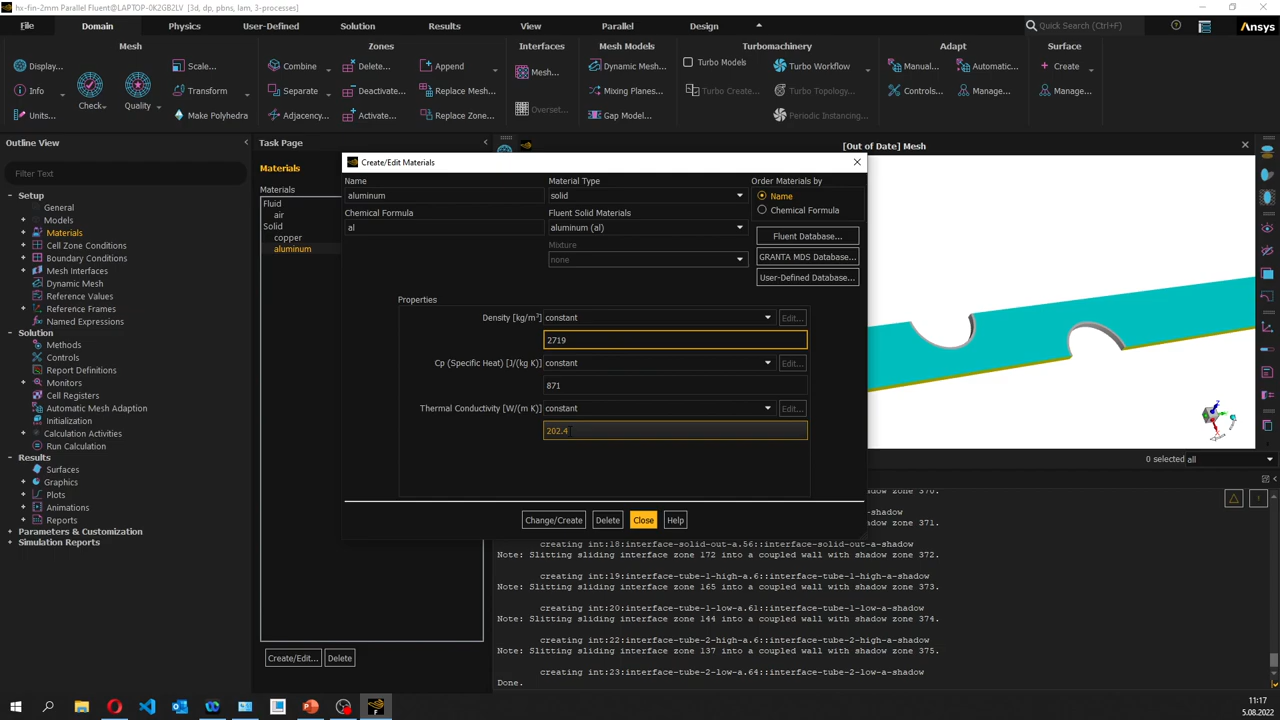 hx-fin-2mm Parallel Fluent@LAPTOP-0K2GB2LV [3d, dp, pbns, lam, 3-processes]
File Domain Physics User-Defined Solution Results View Parallel Design Quick Search (Ctrl+F) Ansys
Mesh Zones Interfaces Mesh Models Turbomachinery Adapt Surface
Display... Scale... Combine Delete... Append Mesh... Dynamic Mesh... Turbo Models Turbo Workflow Manual... Automatic... Create
Info Check Quality Transform Separate Deactivate... Replace Mesh... Mixing Planes... Turbo Create... Turbo Topology... Controls... Manage... Manage...
Units... Make Polyhedra Adjacency... Activate... Replace Zone... Overset... Gap Model... Periodic Instancing...
Outline View
Filter Text
Setup
General
Models
Materials
Cell Zone Conditions
Boundary Conditions
Mesh Interfaces
Dynamic Mesh
Reference Values
Reference Frames
Named Expressions
Solution
Methods
Controls
Report Definitions
Monitors
Cell Registers
Automatic Mesh Adaption
Initialization
Calculation Activities
Run Calculation
Results
Surfaces
Graphics
Plots
Animations
Reports
Parameters & Customization
Simulation Reports
Task Page
Materials
Materials
Fluid
air
Solid
copper
aluminum
Create/Edit... Delete
[Out of Date] Mesh
Create/Edit Materials
Name Material Type Order Materials by
aluminum solid Name
Chemical Formula Fluent Solid Materials Chemical Formula
al aluminum (al) Fluent Database...
Mixture GRANTA MDS Database...
none User-Defined Database...
Properties
Density [kg/m³] constant Edit...
2719
Cp (Specific Heat) [J/(kg K)] constant Edit...
871
Thermal Conductivity [W/(m K)] constant Edit...
202.4
Change/Create Delete Close Help
0 selected all
shadow zone 370.
-shadow
shadow zone 371.
creating int:18:interface-solid-out-a.56::interface-solid-out-a-shadow
Note: Slitting sliding interface zone 172 into a coupled wall with shadow zone 372.
creating int:19:interface-tube-1-high-a.6::interface-tube-1-high-a-shadow
Note: Slitting sliding interface zone 165 into a coupled wall with shadow zone 373.
creating int:20:interface-tube-1-low-a.61::interface-tube-1-low-a-shadow
Note: Slitting sliding interface zone 144 into a coupled wall with shadow zone 374.
creating int:22:interface-tube-2-high-a.6::interface-tube-2-high-a-shadow
Note: Slitting sliding interface zone 137 into a coupled wall with shadow zone 375.
creating int:23:interface-tube-2-low-a.64::interface-tube-2-low-a-shadow
Done.
11:17
5.08.2022